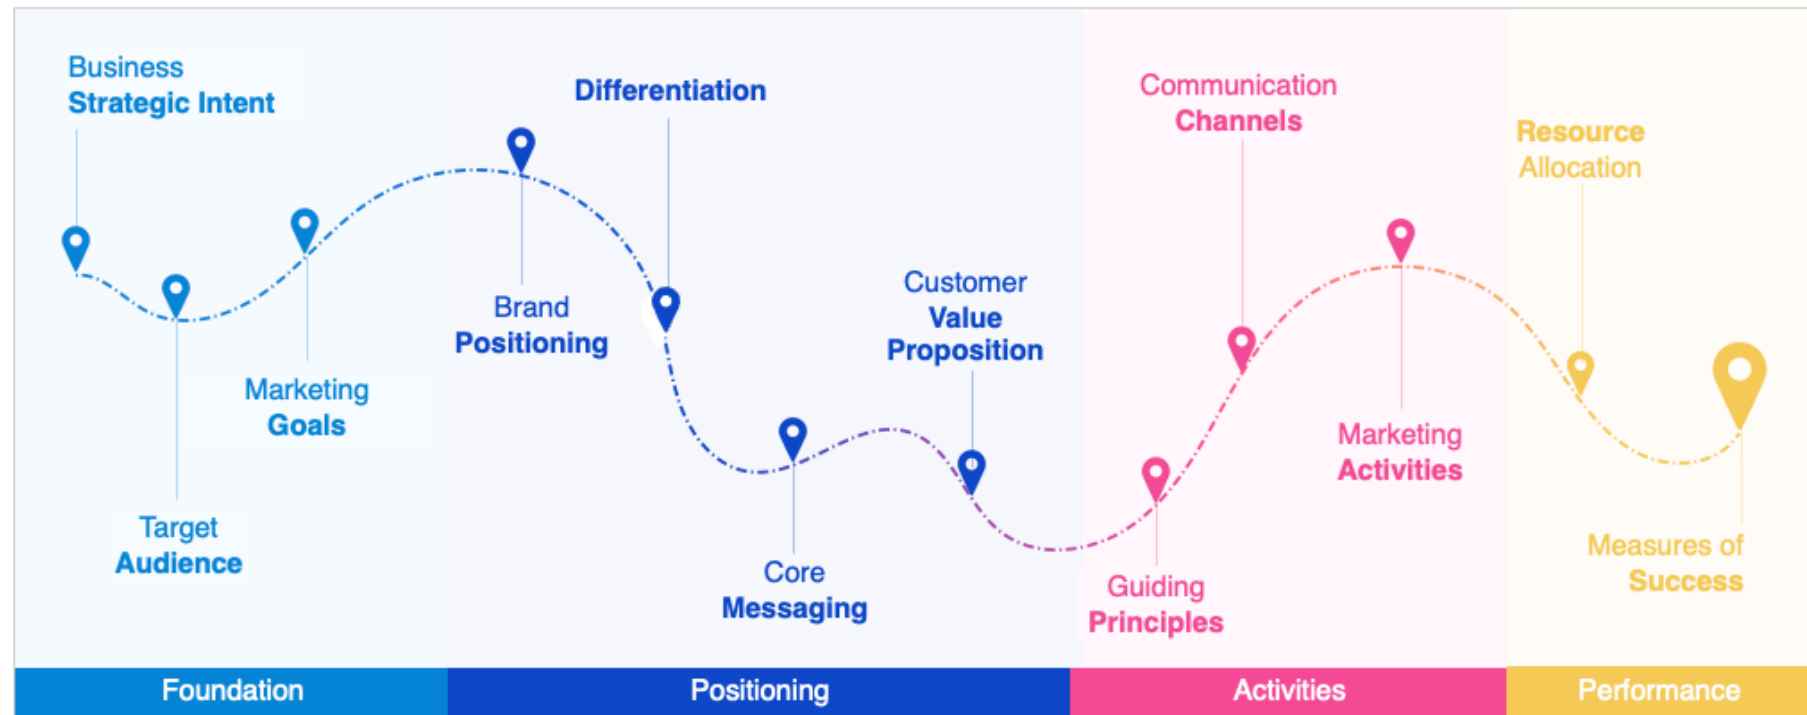 Business
Strategic Intent
Target
Audience
Marketing
Goals
Brand
Positioning
Differentiation
Core
Messaging
Customer
Value
Proposition
Guiding
Principles
Communication
Channels
Marketing
Activities
Resource
Allocation
Measures of
Success
Foundation
Positioning
Activities
Performance